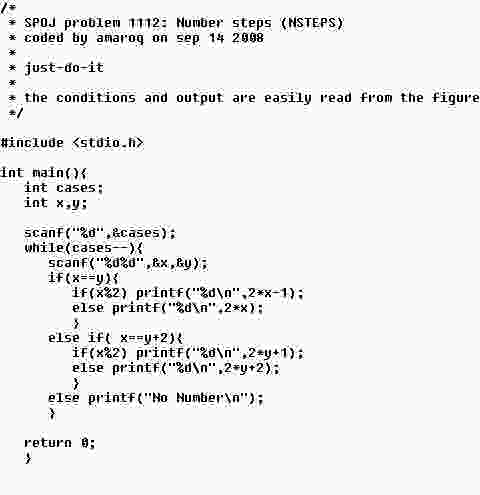 /*
 * SPOJ problem 1112: Number steps (NSTEPS)
 * coded by amaroq on sep 14 2008
 *
 * just-do-it
 *
 * the conditions and output are easily read from the figure
 */

#include <stdio.h>

int main(){
   int cases;
   int x,y;

   scanf("%d",&cases);
   while(cases--){
      scanf("%d%d",&x,&y);
      if(x==y){
         if(x%2) printf("%d\n",2*x-1);
         else printf("%d\n",2*x);
         }
      else if( x==y+2){
         if(x%2) printf("%d\n",2*y+1);
         else printf("%d\n",2*y+2);
         }
      else printf("No Number\n");
      }

   return 0;
   }